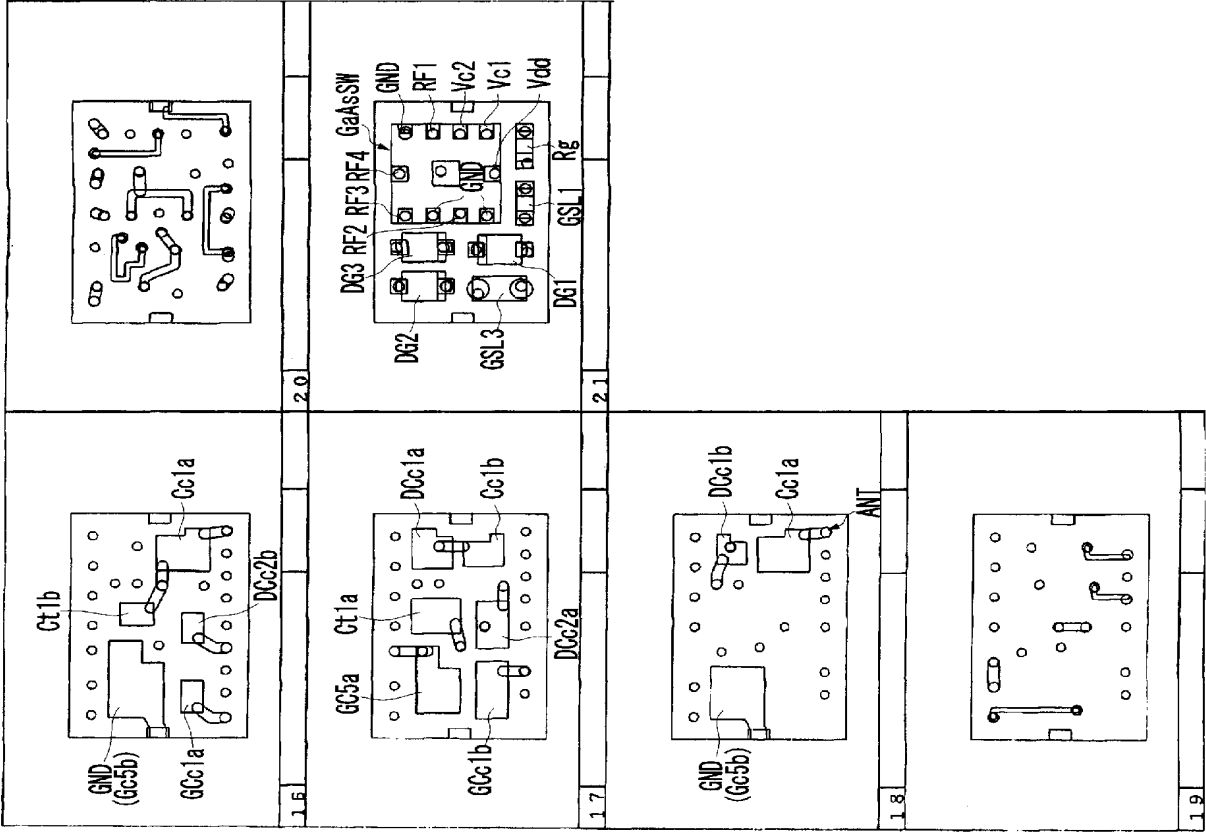 20
GaAsSW
GND
RF1
Vc2
Vc1
Vdd
RF4
RF3
RF2
GND
Rg
GSL1
DG3
DG2
GSL3
DG1
21
Ct1b
Cc1a
DCc2b
GND
(Gc5b)
GCc1a
16
DCc1a
Cc1b
Ct1a
GC5a
DCc2a
GCc1b
17
DCc1b
Cc1a
ANT
GND
(Gc5b)
18
19